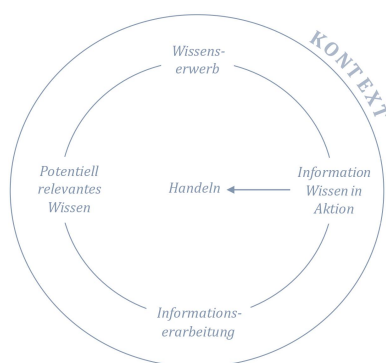 KONTEXT
Wissens-
erwerb
Potentiell
relevantes
Wissen
Handeln
Information
Wissen in
Aktion
Informations-
erarbeitung